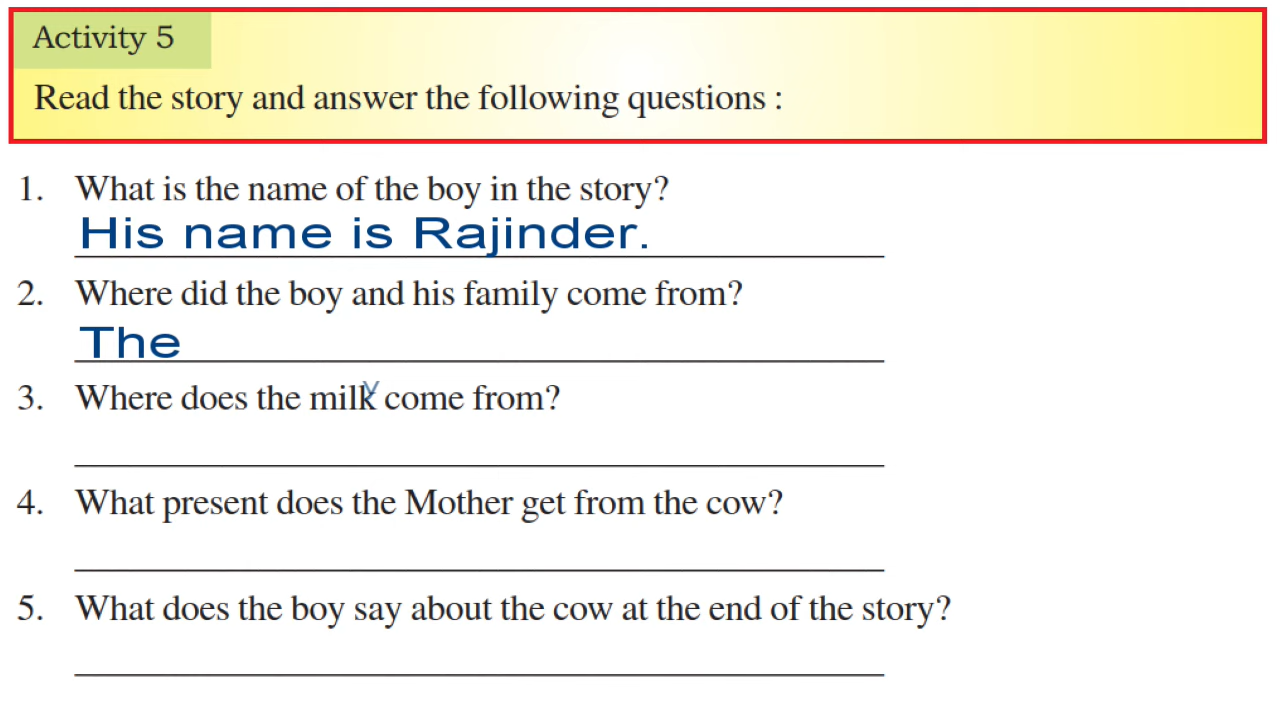 Activity 5
Read the story and answer the following questions :
1. What is the name of the boy in the story?
His name is Rajinder.
2. Where did the boy and his family come from?
The
3. Where does the milk come from?
4. What present does the Mother get from the cow?
5. What does the boy say about the cow at the end of the story?